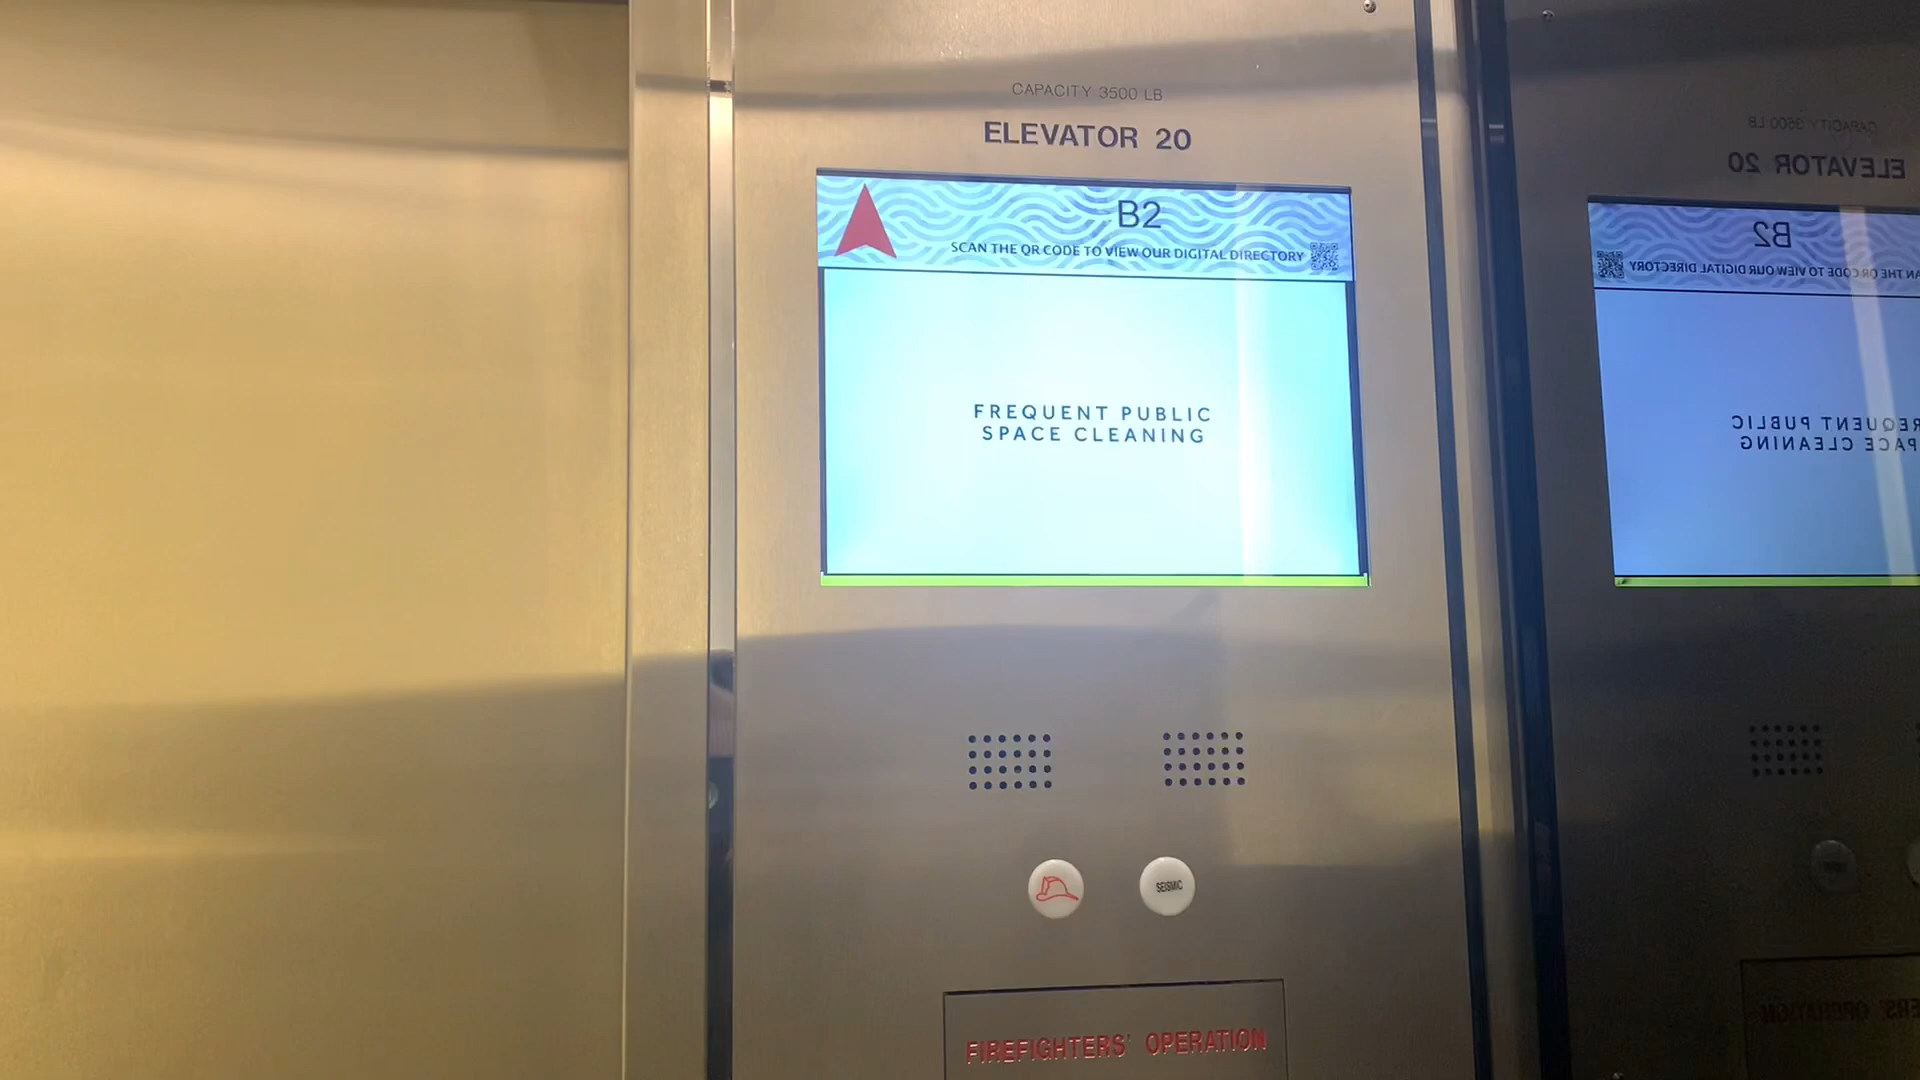 CAPACITY 3500 LB
ELEVATOR 20
B2
SCAN THE QR CODE TO VIEW OUR DIGITAL DIRECTORY
FREQUENT PUBLIC
SPACE CLEANING
SEISMIC
FIREFIGHTERS' OPERATION